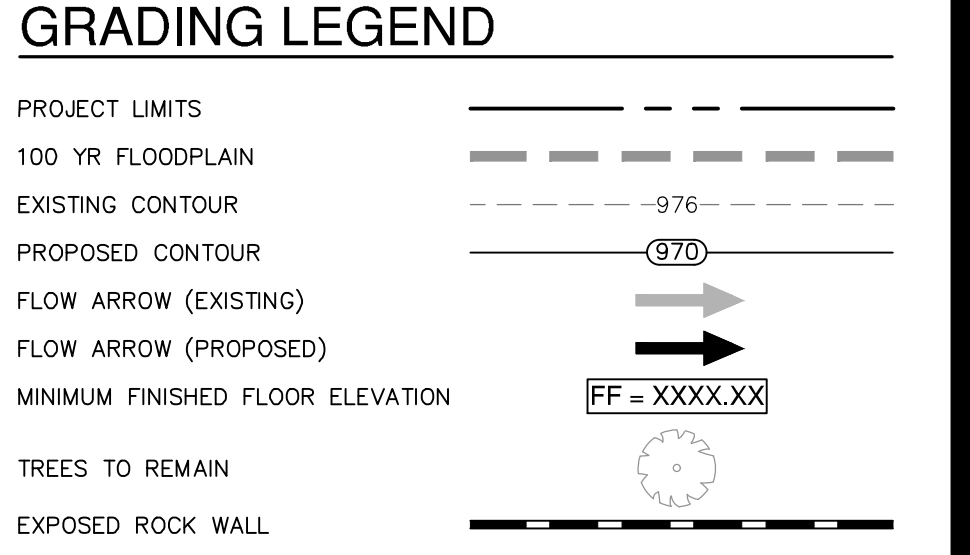 GRADING LEGEND
PROJECT LIMITS
100 YR FLOODPLAIN
EXISTING CONTOUR 976
PROPOSED CONTOUR 970
FLOW ARROW (EXISTING)
FLOW ARROW (PROPOSED)
MINIMUM FINISHED FLOOR ELEVATION FF = XXXX.XX
TREES TO REMAIN
EXPOSED ROCK WALL